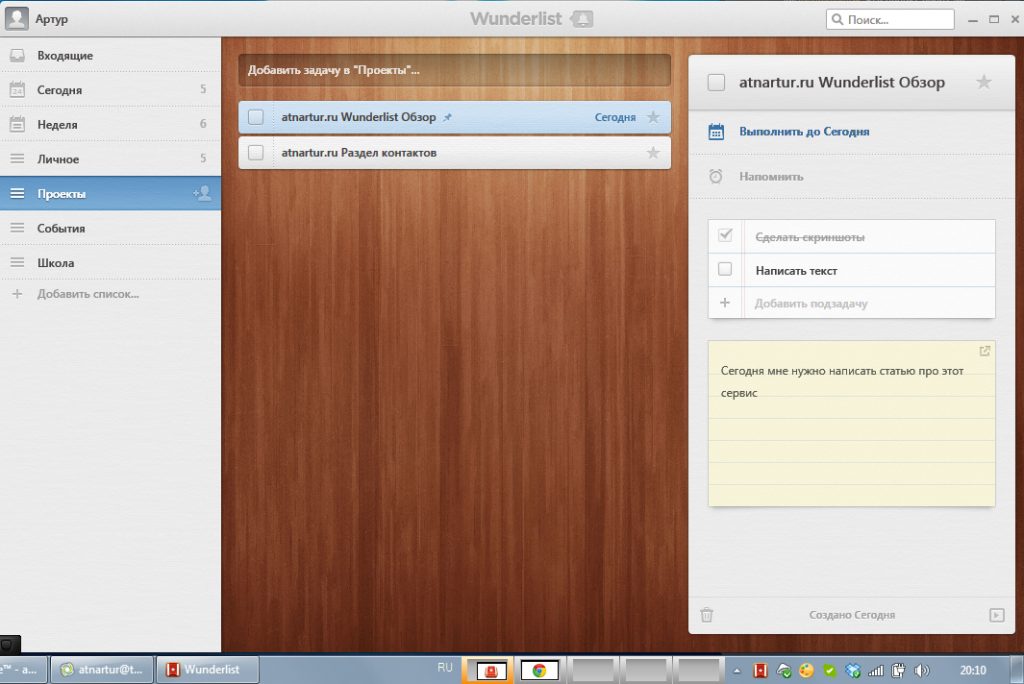 Артур
Wunderlist
Поиск...
Входящие
Сегодня 5
Неделя 6
Личное 5
Проекты
События
Школа
Добавить список...
Добавить задачу в "Проекты"...
atnartur.ru Wunderlist Обзор Сегодня
atnartur.ru Раздел контактов
atnartur.ru Wunderlist Обзор
Выполнить до Сегодня
Напомнить
Сделать скриншоты
Написать текст
Добавить подзадачу
Сегодня мне нужно написать статью про этот
сервис
Создано Сегодня
e™ - a...
atnartur@t...
Wunderlist
RU
20:10